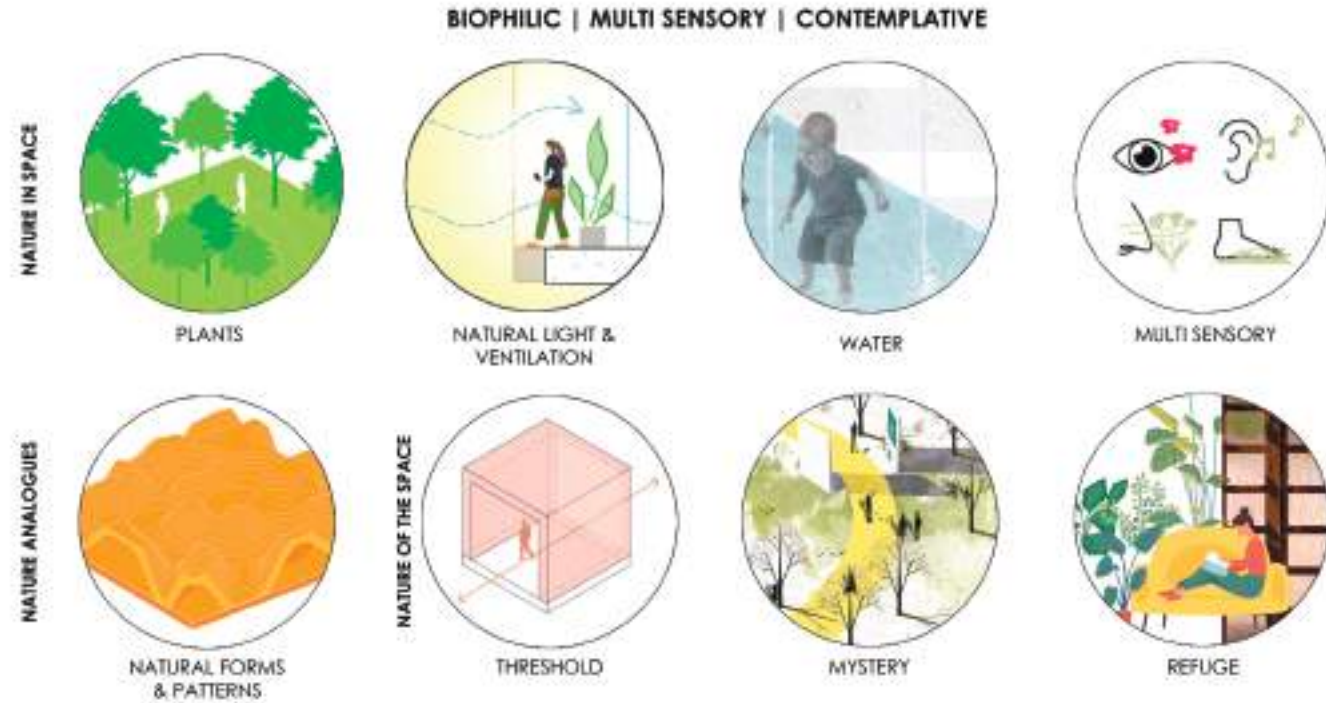 BIOPHILIC | MULTI SENSORY | CONTEMPLATIVE
NATURE IN SPACE
PLANTS
NATURAL LIGHT &
VENTILATION
WATER
MULTI SENSORY
NATURE ANALOGUES
NATURAL FORMS
& PATTERNS
NATURE OF THE SPACE
THRESHOLD
MYSTERY
REFUGE